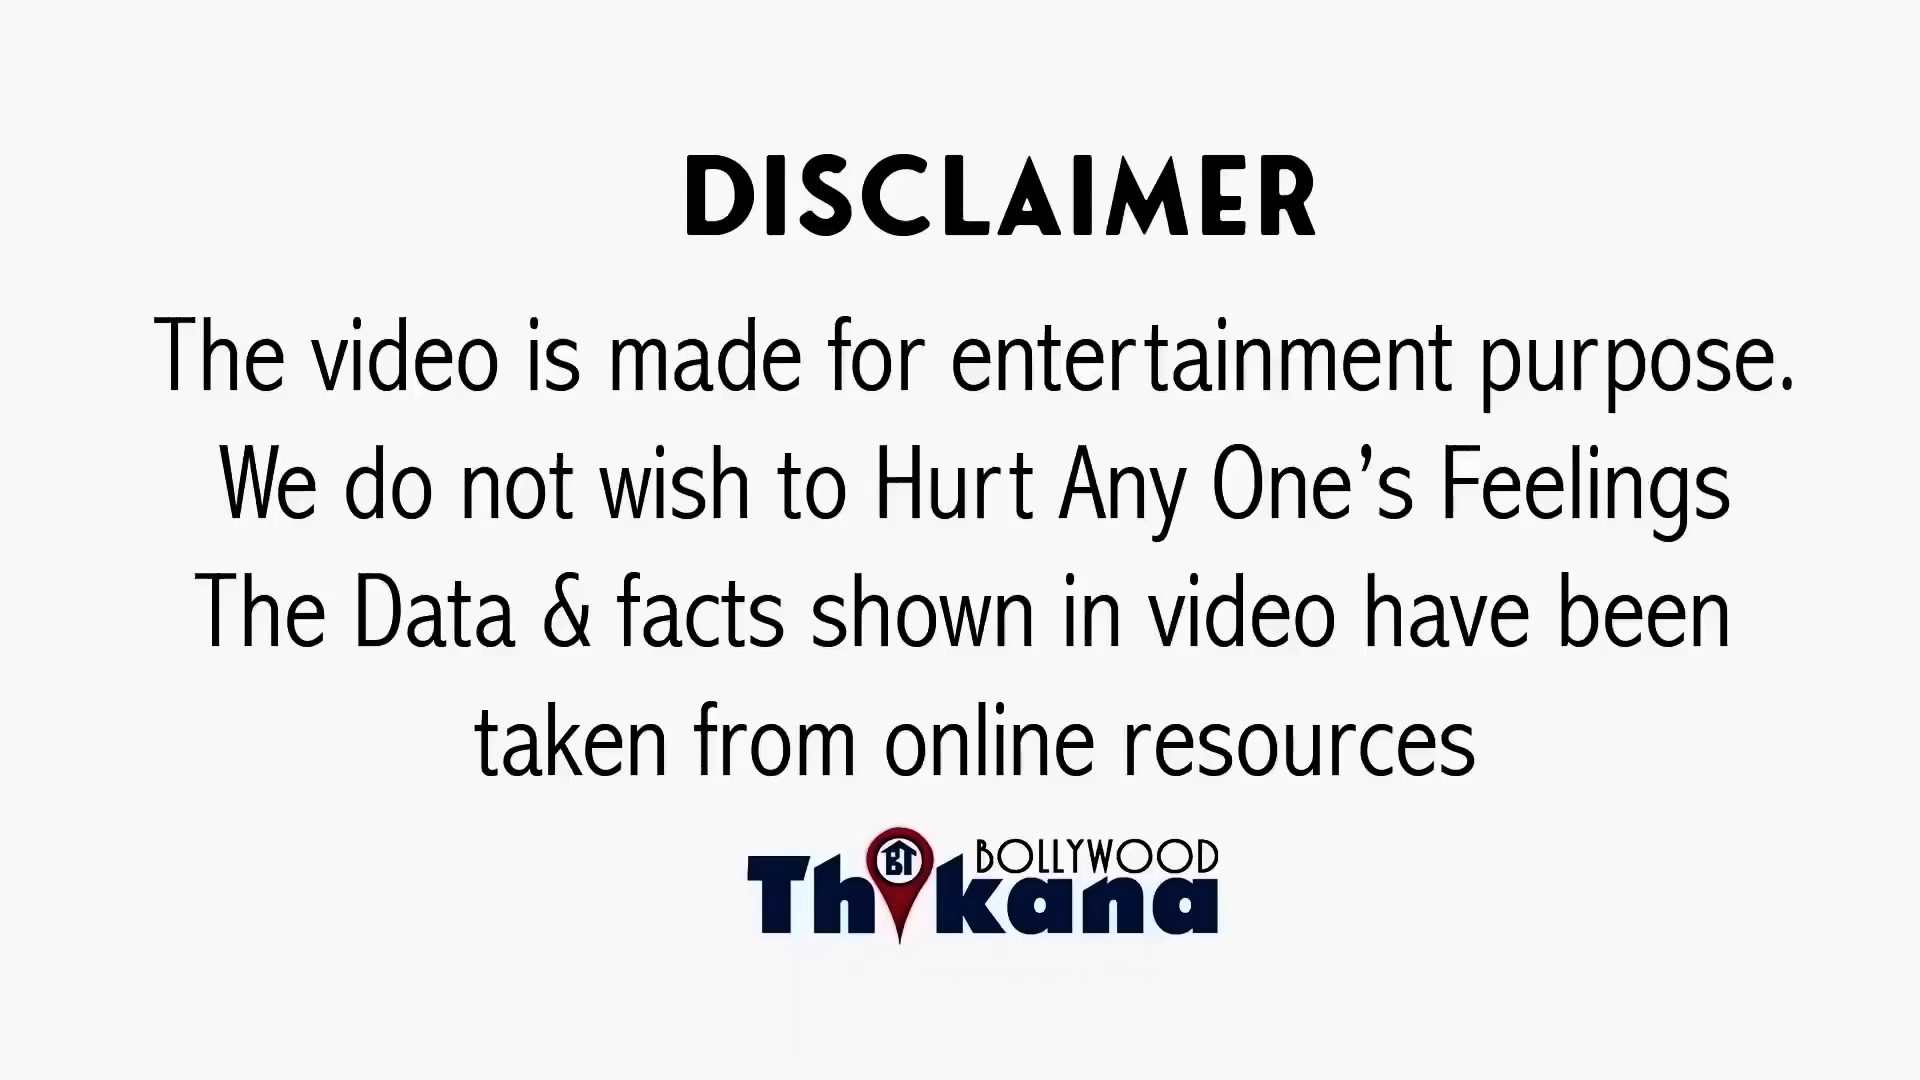 DISCLAIMER
The video is made for entertainment purpose.
We do not wish to Hurt Any One’s Feelings
The Data & facts shown in video have been
taken from online resources
BT
BOLLYWOOD
Thikana